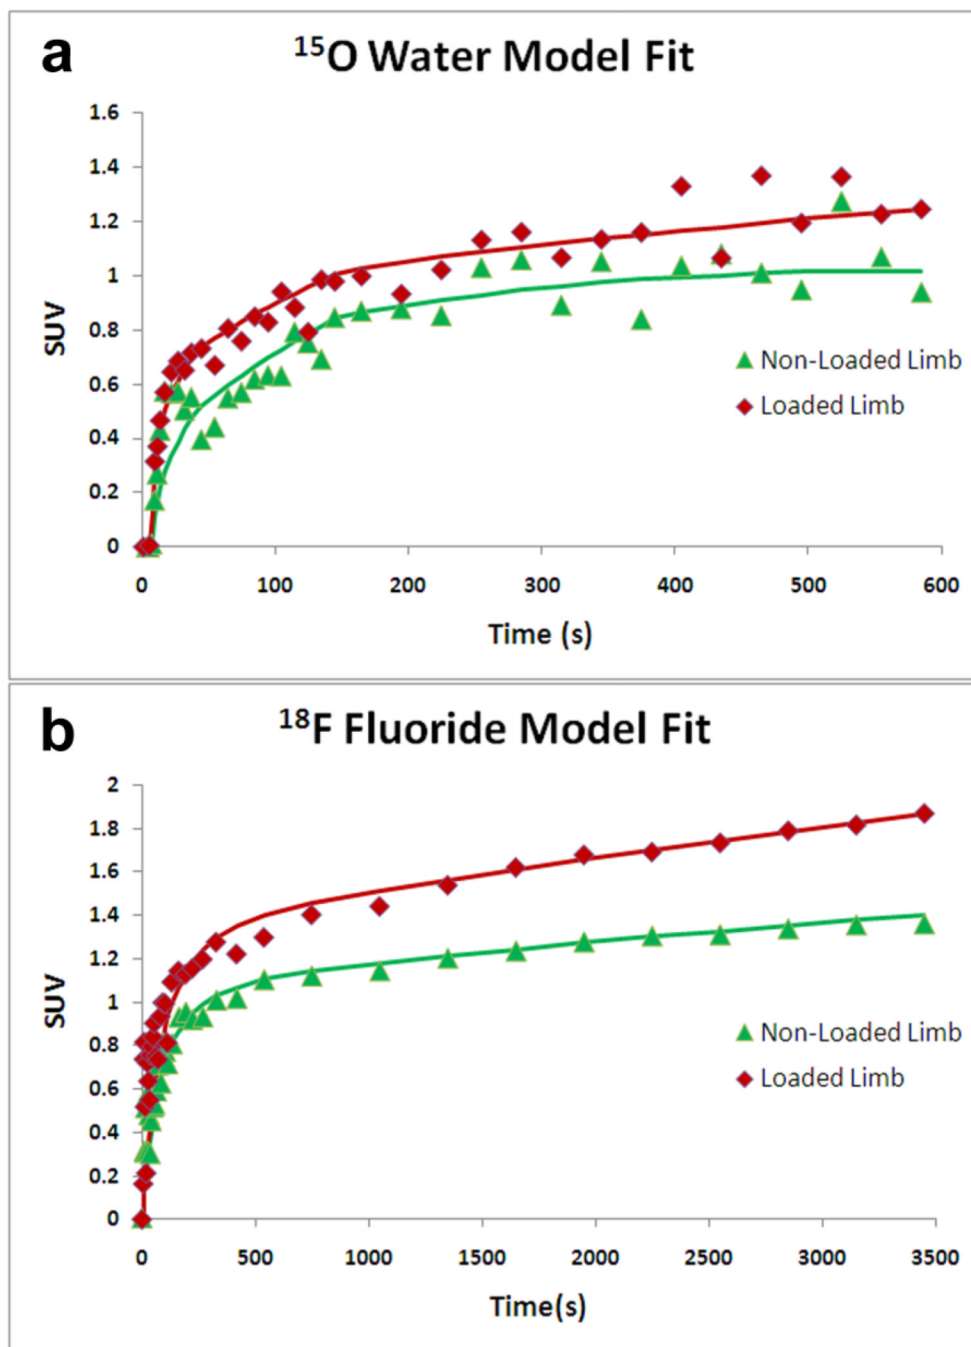 a
¹⁵O Water Model Fit
1.6
1.4
1.2
1
0.8
0.6
0.4
0.2
0
SUV
Non-Loaded Limb
Loaded Limb
0 100 200 300 400 500 600
Time (s)
b
¹⁸F Fluoride Model Fit
2
1.8
1.6
1.4
1.2
1
0.8
0.6
0.4
0.2
0
SUV
Non-Loaded Limb
Loaded Limb
0 500 1000 1500 2000 2500 3000 3500
Time(s)